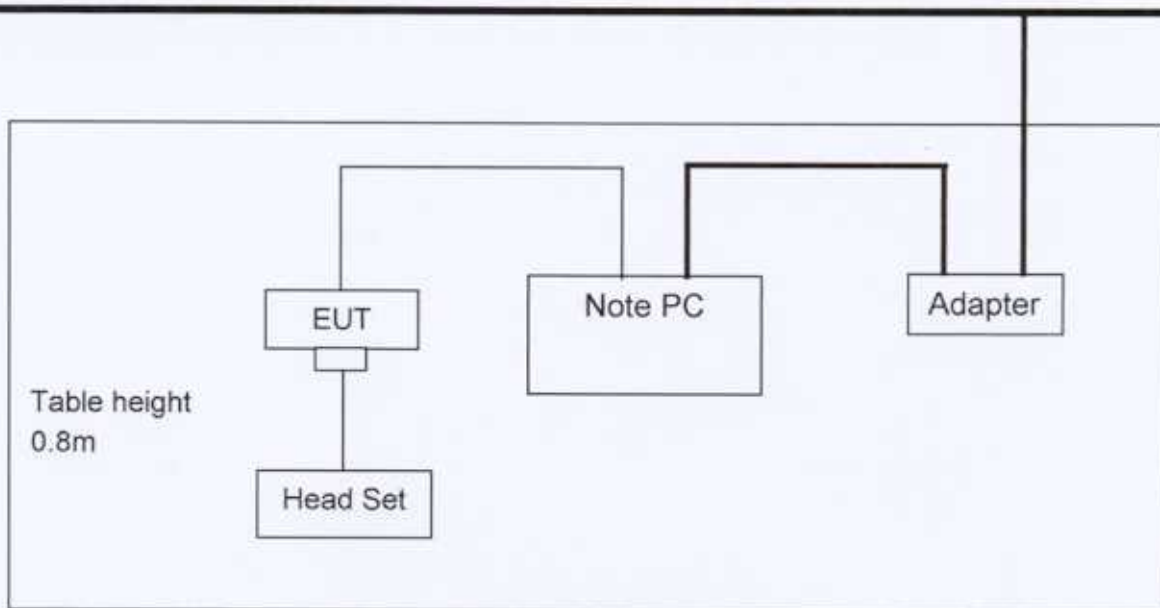 EUT
Note PC
Adapter
Table height
0.8m
Head Set